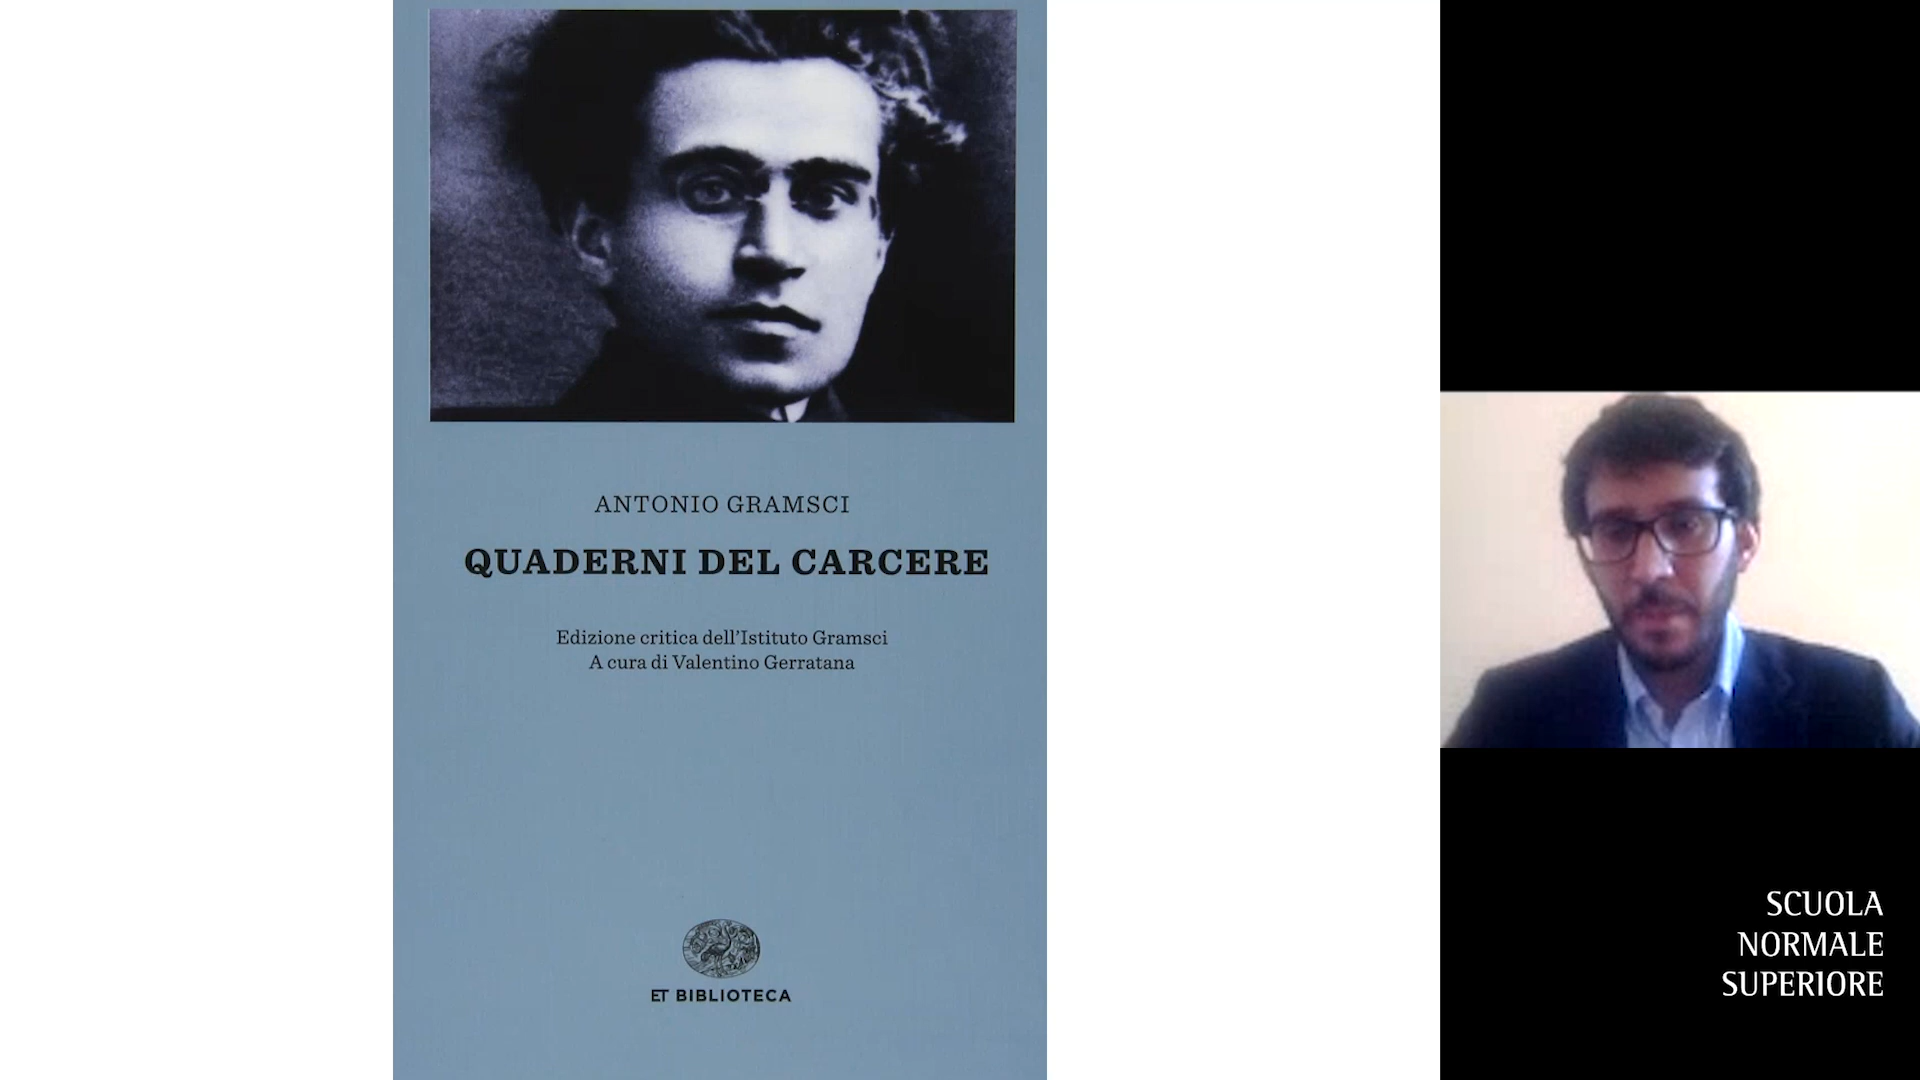 ANTONIO GRAMSCI
QUADERNI DEL CARCERE
Edizione critica dell'Istituto Gramsci
A cura di Valentino Gerratana
ET BIBLIOTECA
SCUOLA
NORMALE
SUPERIORE